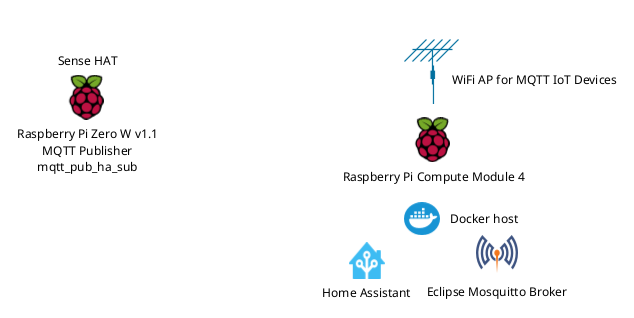 Sense HAT
Raspberry Pi Zero W v1.1
MQTT Publisher
mqtt_pub_ha_sub
WiFi AP for MQTT IoT Devices
Raspberry Pi Compute Module 4
Docker host
Home Assistant
Eclipse Mosquitto Broker